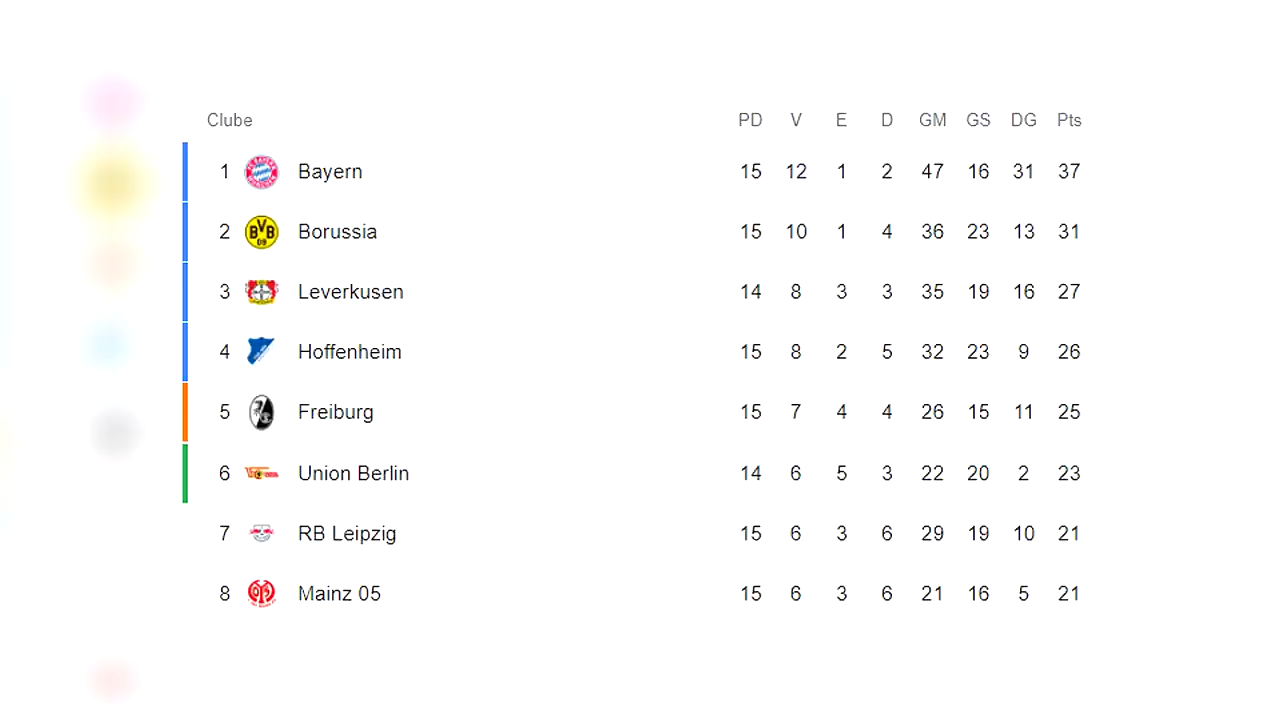 Clube PD V E D GM GS DG Pts
1 Bayern 15 12 1 2 47 16 31 37
2 BVB 09 Borussia 15 10 1 4 36 23 13 31
3 Leverkusen 14 8 3 3 35 19 16 27
4 Hoffenheim 15 8 2 5 32 23 9 26
5 Freiburg 15 7 4 4 26 15 11 25
6 Union Berlin 14 6 5 3 22 20 2 23
7 RB Leipzig 15 6 3 6 29 19 10 21
8 Mainz 05 15 6 3 6 21 16 5 21